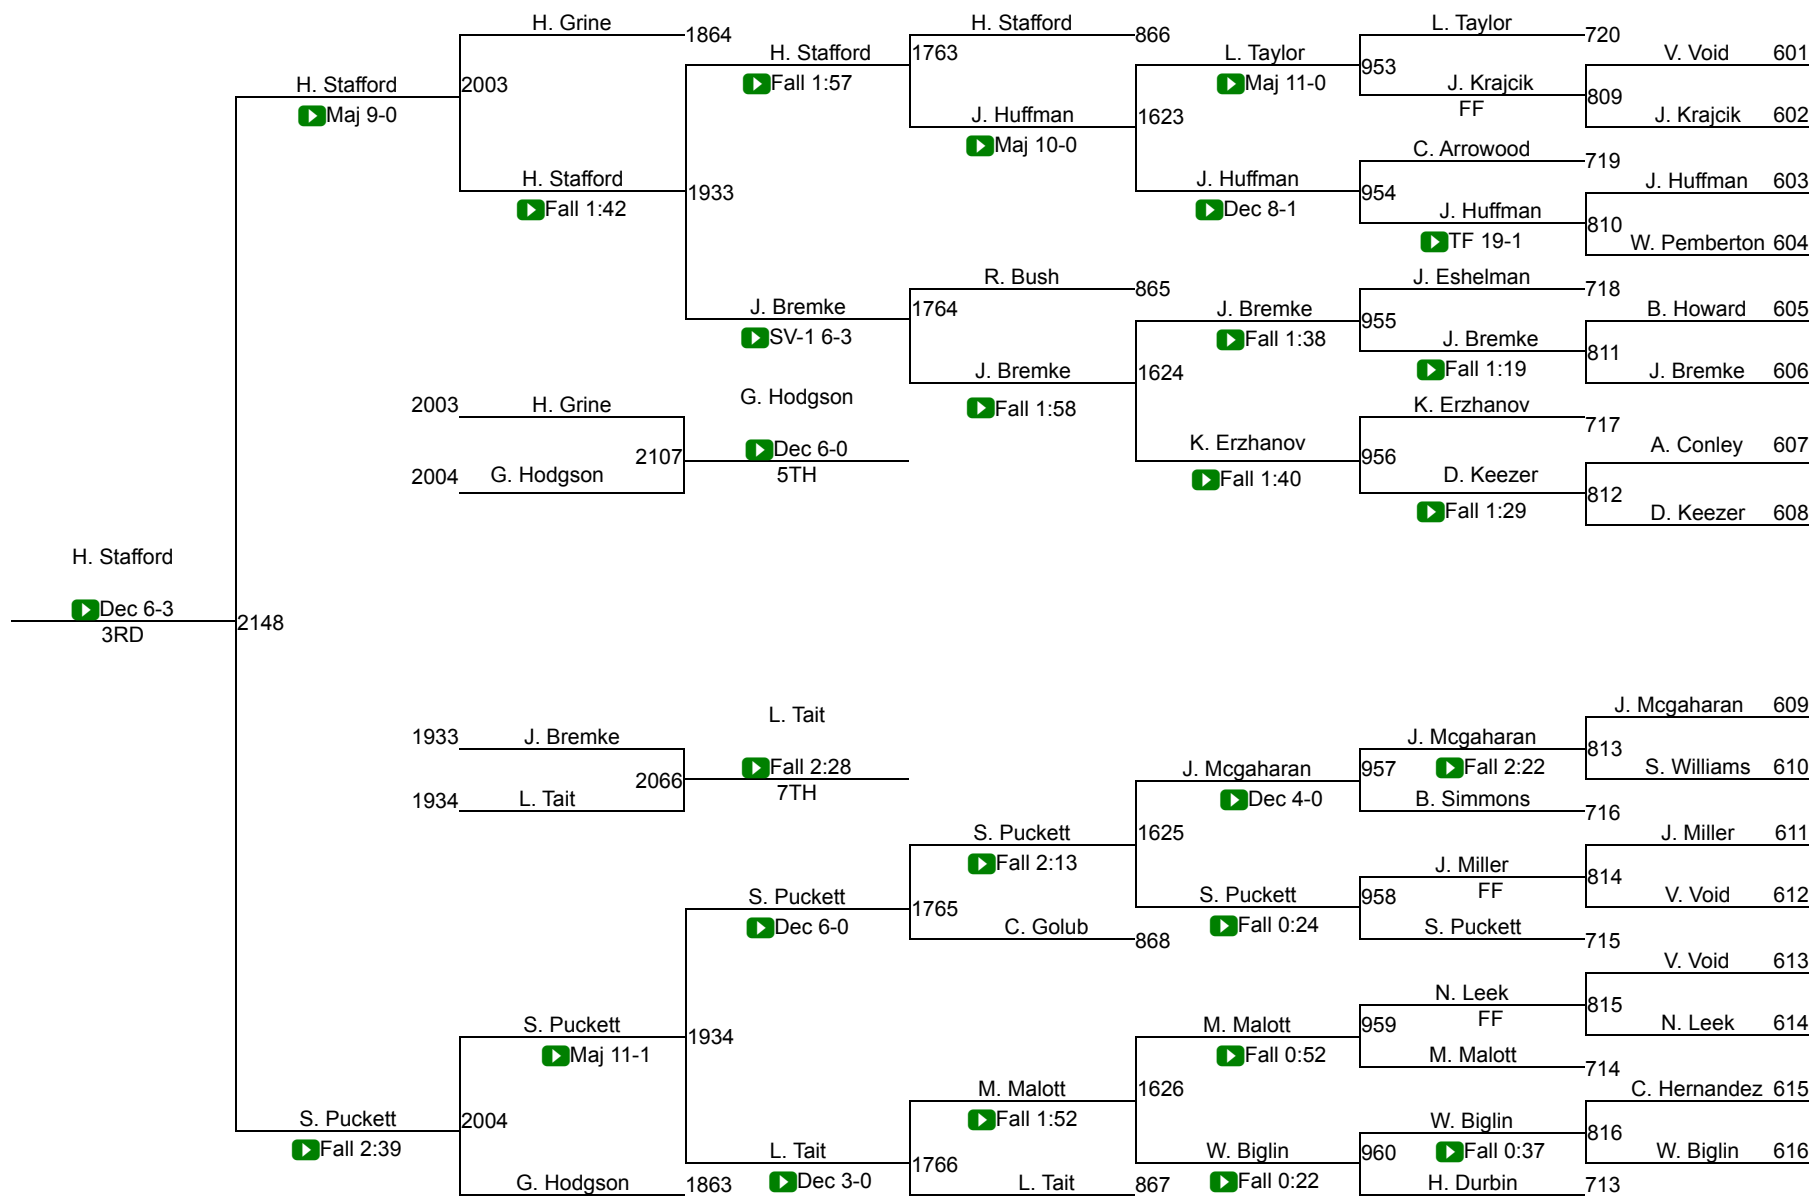 H. Grine
1864
H. Stafford
Maj 9-0
2003
H. Stafford
Fall 1:42
H. Stafford
Fall 1:57
1933
1763
H. Stafford
866
J. Huffman
Maj 10-0
1623
L. Taylor
Maj 11-0
953
L. Taylor
720
J. Krajcik
FF
809
V. Void 601
J. Krajcik 602
J. Huffman
Dec 8-1
954
C. Arrowood
719
J. Huffman
TF 19-1
810
J. Huffman 603
W. Pemberton 604
J. Bremke
SV-1 6-3
1764
R. Bush
865
J. Bremke
Fall 1:58
1624
J. Bremke
Fall 1:38
955
J. Eshelman
718
J. Bremke
Fall 1:19
811
B. Howard 605
J. Bremke 606
K. Erzhanov
Fall 1:40
956
K. Erzhanov
717
D. Keezer
Fall 1:29
812
A. Conley 607
D. Keezer 608
2003 H. Grine
2004 G. Hodgson
2107
G. Hodgson
Dec 6-0
5TH
H. Stafford
Dec 6-3
3RD
2148
1933 J. Bremke
1934 L. Tait
2066
L. Tait
Fall 2:28
7TH
S. Puckett
Fall 2:39
2004
S. Puckett
Maj 11-1
1934
G. Hodgson
1863
S. Puckett
Dec 6-0
1765
S. Puckett
Fall 2:13
1625
C. Golub
868
J. Mcgaharan
Dec 4-0
957
J. Mcgaharan
Fall 2:22
813
J. Mcgaharan 609
S. Williams 610
B. Simmons
716
S. Puckett
Fall 0:24
958
J. Miller
FF
814
J. Miller 611
V. Void 612
S. Puckett
715
L. Tait
Dec 3-0
1766
M. Malott
Fall 1:52
1626
L. Tait
867
M. Malott
Fall 0:52
959
N. Leek
FF
815
V. Void 613
N. Leek 614
M. Malott
714
W. Biglin
Fall 0:22
960
W. Biglin
Fall 0:37
816
C. Hernandez 615
W. Biglin 616
H. Durbin
713